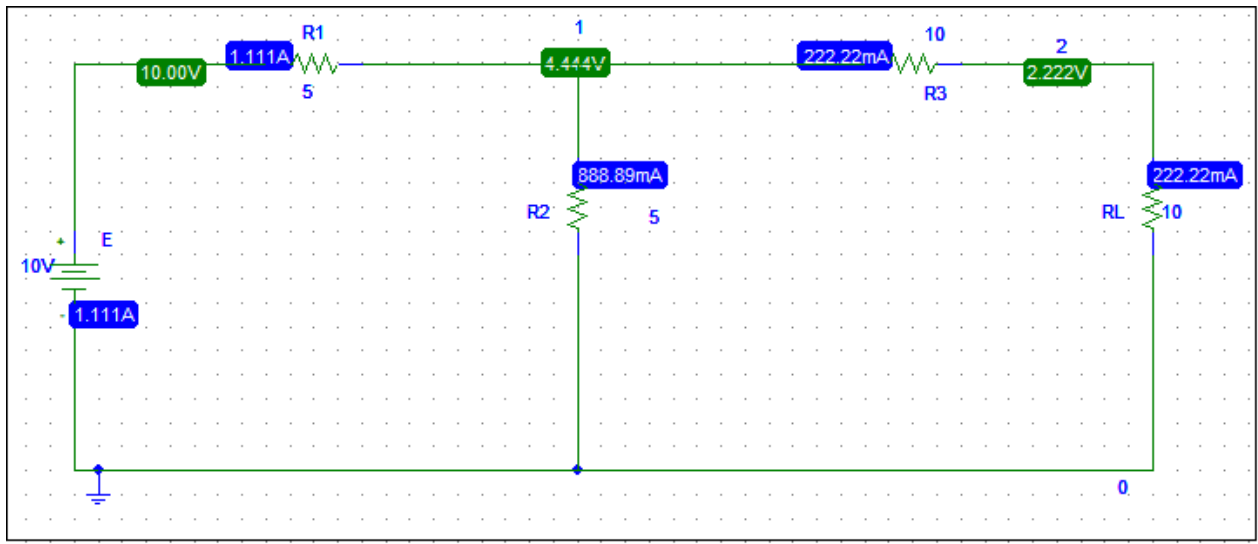 R1
1
10
2
10.00V
1.111A
4.444V
222.22mA
2.222V
5
R3
888.89mA
222.22mA
R2
5
RL
10
+
E
10V
-
1.111A
0